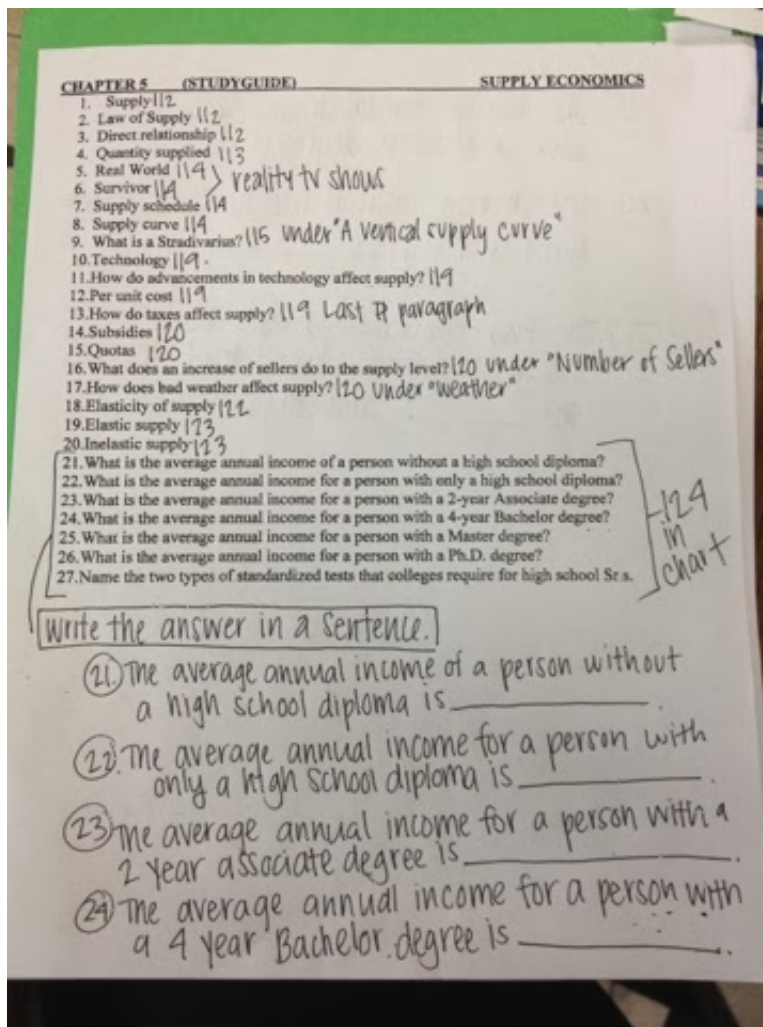 CHAPTER 5 (STUDYGUIDE) SUPPLY ECONOMICS
1. Supply 112
2. Law of Supply 112
3. Direct relationship 112
4. Quantity supplied 113
5. Real World 114
6. Survivor 114
reality tv shows
7. Supply schedule 114
8. Supply curve 114
9. What is a Stradivarius? 115 under "A vertical supply curve"
10.Technology 119.
11.How do advancements in technology affect supply? 119
12.Per unit cost 119
13.How do taxes affect supply? 119 Last paragraph
14.Subsidies 120
15.Quotas 120
16.What does an increase of sellers do to the supply level? 120 under "Number of Sellers"
17.How does bad weather affect supply? 120 under "weather"
18.Elasticity of supply 122
19.Elastic supply 123
20.Inelastic supply 123
21.What is the average annual income of a person without a high school diploma?
22.What is the average annual income for a person with only a high school diploma?
23.What is the average annual income for a person with a 2-year Associate degree?
24.What is the average annual income for a person with a 4-year Bachelor degree?
25.What is the average annual income for a person with a Master degree?
26.What is the average annual income for a person with a Ph.D. degree?
27.Name the two types of standardized tests that colleges require for high school Sr.s.
124
in
chart
Write the answer in a sentence.
21. The average annual income of a person without
a high school diploma is ____________.
22. The average annual income for a person with
only a high school diploma is ____________.
23 The average annual income for a person with a
2 year associate degree is ____________.
24 The average annual income for a person with
a 4 year Bachelor degree is ____________.